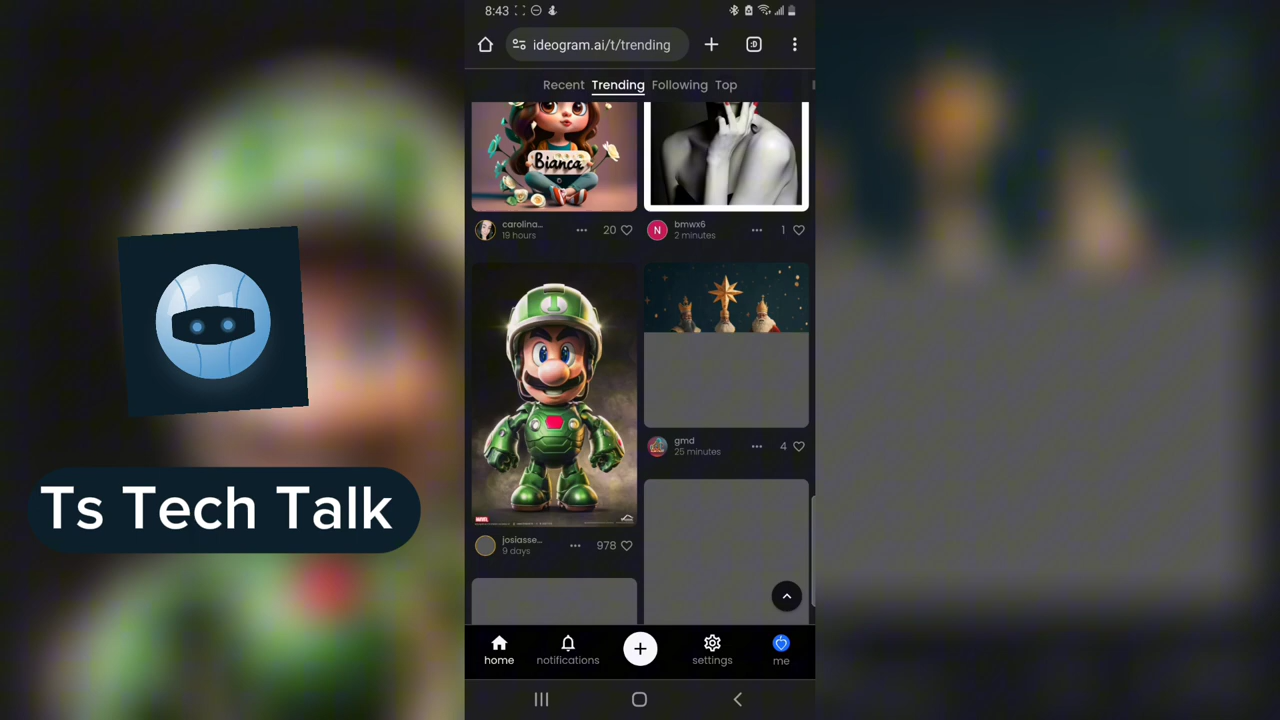 8:43
ideogram.ai/t/trending
:D
Recent Trending Following Top
Bianca
carolina...
19 hours
20
N
bmwx6
2 minutes
1
gmd
25 minutes
4
MARVEL
josiasse...
9 days
978
home
notifications
settings
me
Ts Tech Talk